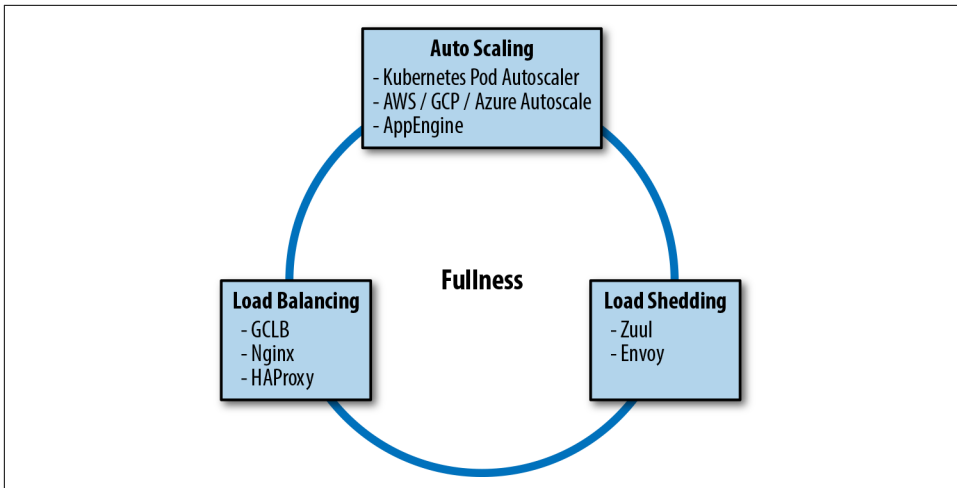 Auto Scaling
- Kubernetes Pod Autoscaler
- AWS / GCP / Azure Autoscale
- AppEngine
Fullness
Load Balancing
- GCLB
- Nginx
- HAProxy
Load Shedding
- Zuul
- Envoy